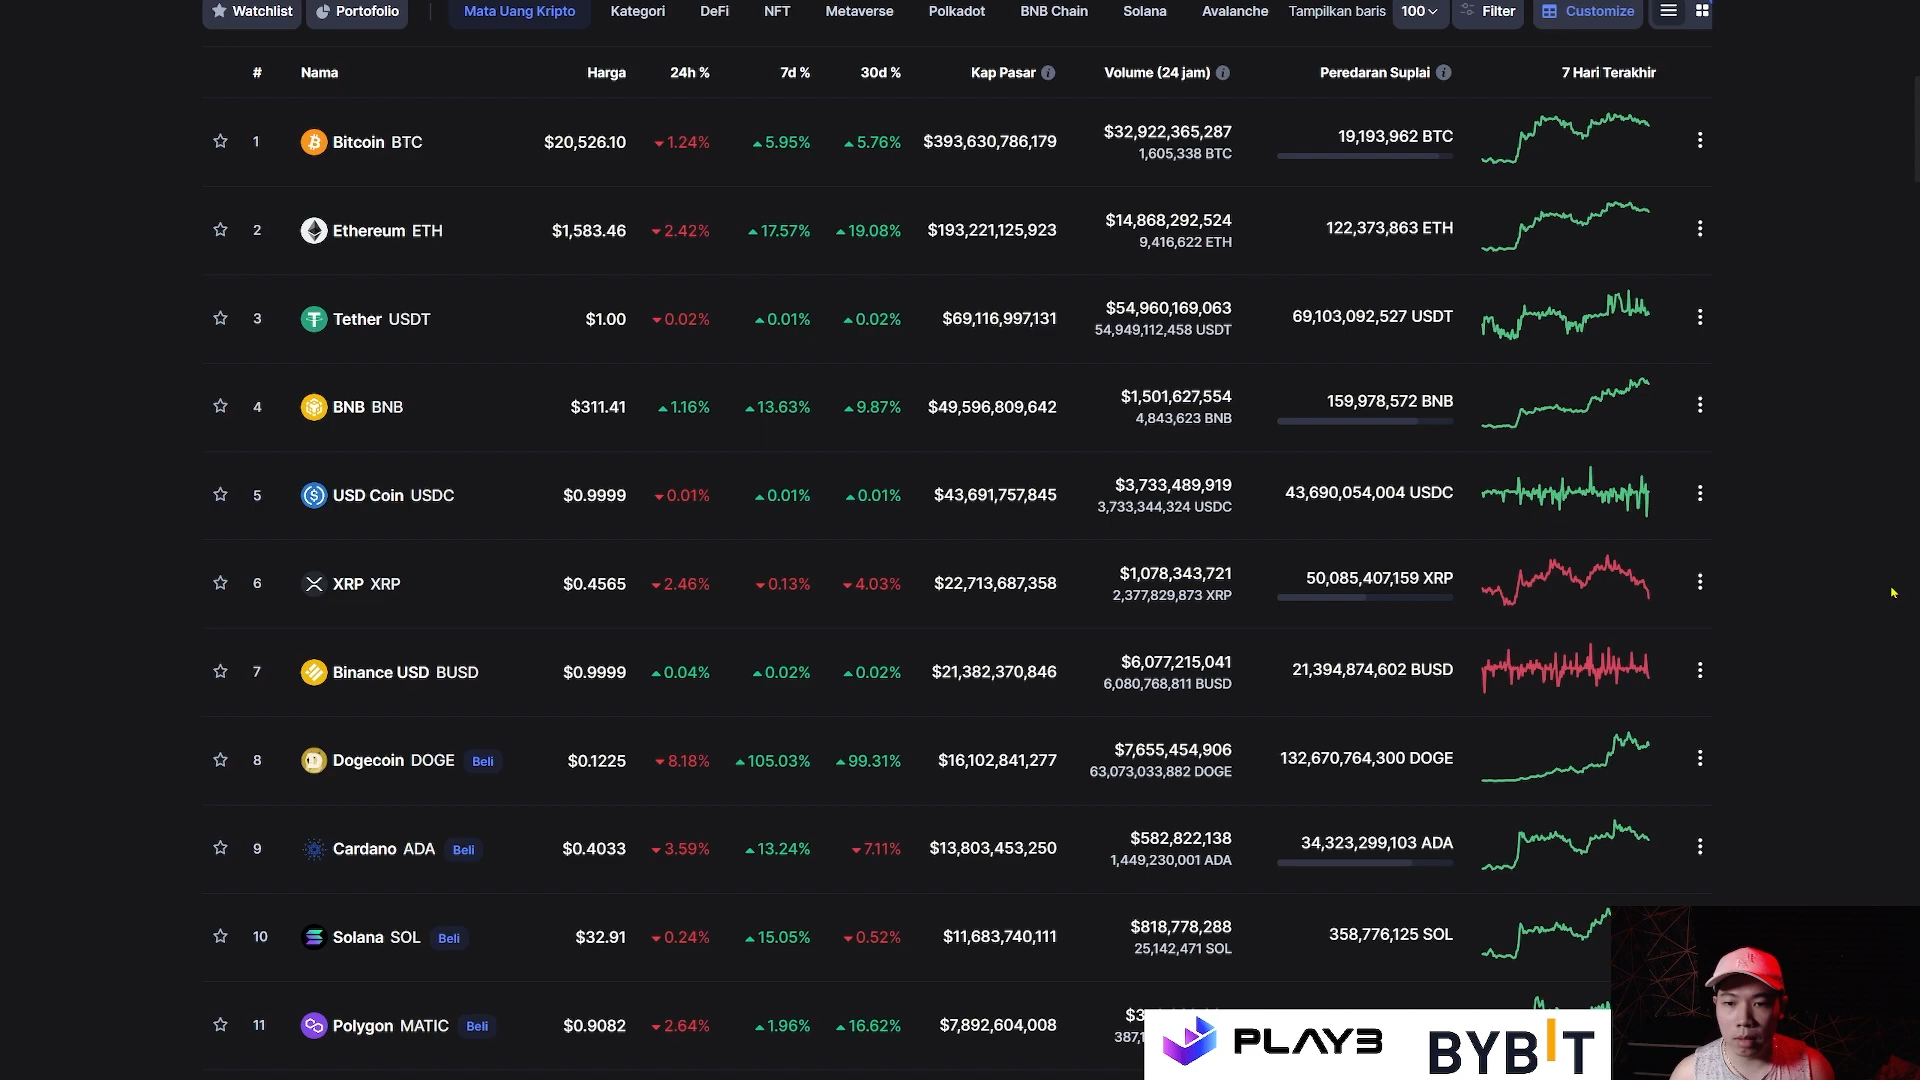 Watchlist Portofolio Mata Uang Kripto Kategori DeFi NFT Metaverse Polkadot BNB Chain Solana Avalanche Tampilkan baris 100 Filter Customize
# Nama Harga 24h % 7d % 30d % Kap Pasar Volume (24 jam) Peredaran Suplai 7 Hari Terakhir
1 Bitcoin BTC $20,526.10 1.24% 5.95% 5.76% $393,630,786,179 $32,922,365,287 19,193,962 BTC
1,605,338 BTC
2 Ethereum ETH $1,583.46 2.42% 17.57% 19.08% $193,221,125,923 $14,868,292,524 122,373,863 ETH
9,416,622 ETH
3 Tether USDT $1.00 0.02% 0.01% 0.02% $69,116,997,131 $54,960,169,063 69,103,092,527 USDT
54,949,112,458 USDT
4 BNB BNB $311.41 1.16% 13.63% 9.87% $49,596,809,642 $1,501,627,554 159,978,572 BNB
4,843,623 BNB
5 USD Coin USDC $0.9999 0.01% 0.01% 0.01% $43,691,757,845 $3,733,489,919 43,690,054,004 USDC
3,733,344,324 USDC
6 XRP XRP $0.4565 2.46% 0.13% 4.03% $22,713,687,358 $1,078,343,721 50,085,407,159 XRP
2,377,829,873 XRP
7 Binance USD BUSD $0.9999 0.04% 0.02% 0.02% $21,382,370,846 $6,077,215,041 21,394,874,602 BUSD
6,080,768,811 BUSD
8 Dogecoin DOGE Beli $0.1225 8.18% 105.03% 99.31% $16,102,841,277 $7,655,454,906 132,670,764,300 DOGE
63,073,033,882 DOGE
9 Cardano ADA Beli $0.4033 3.59% 13.24% 7.11% $13,803,453,250 $582,822,138 34,323,299,103 ADA
1,449,230,001 ADA
10 Solana SOL Beli $32.91 0.24% 15.05% 0.52% $11,683,740,111 $818,778,288 358,776,125 SOL
25,142,471 SOL
11 Polygon MATIC Beli $0.9082 2.64% 1.96% 16.62% $7,892,604,008
PLAY3 BYBIT